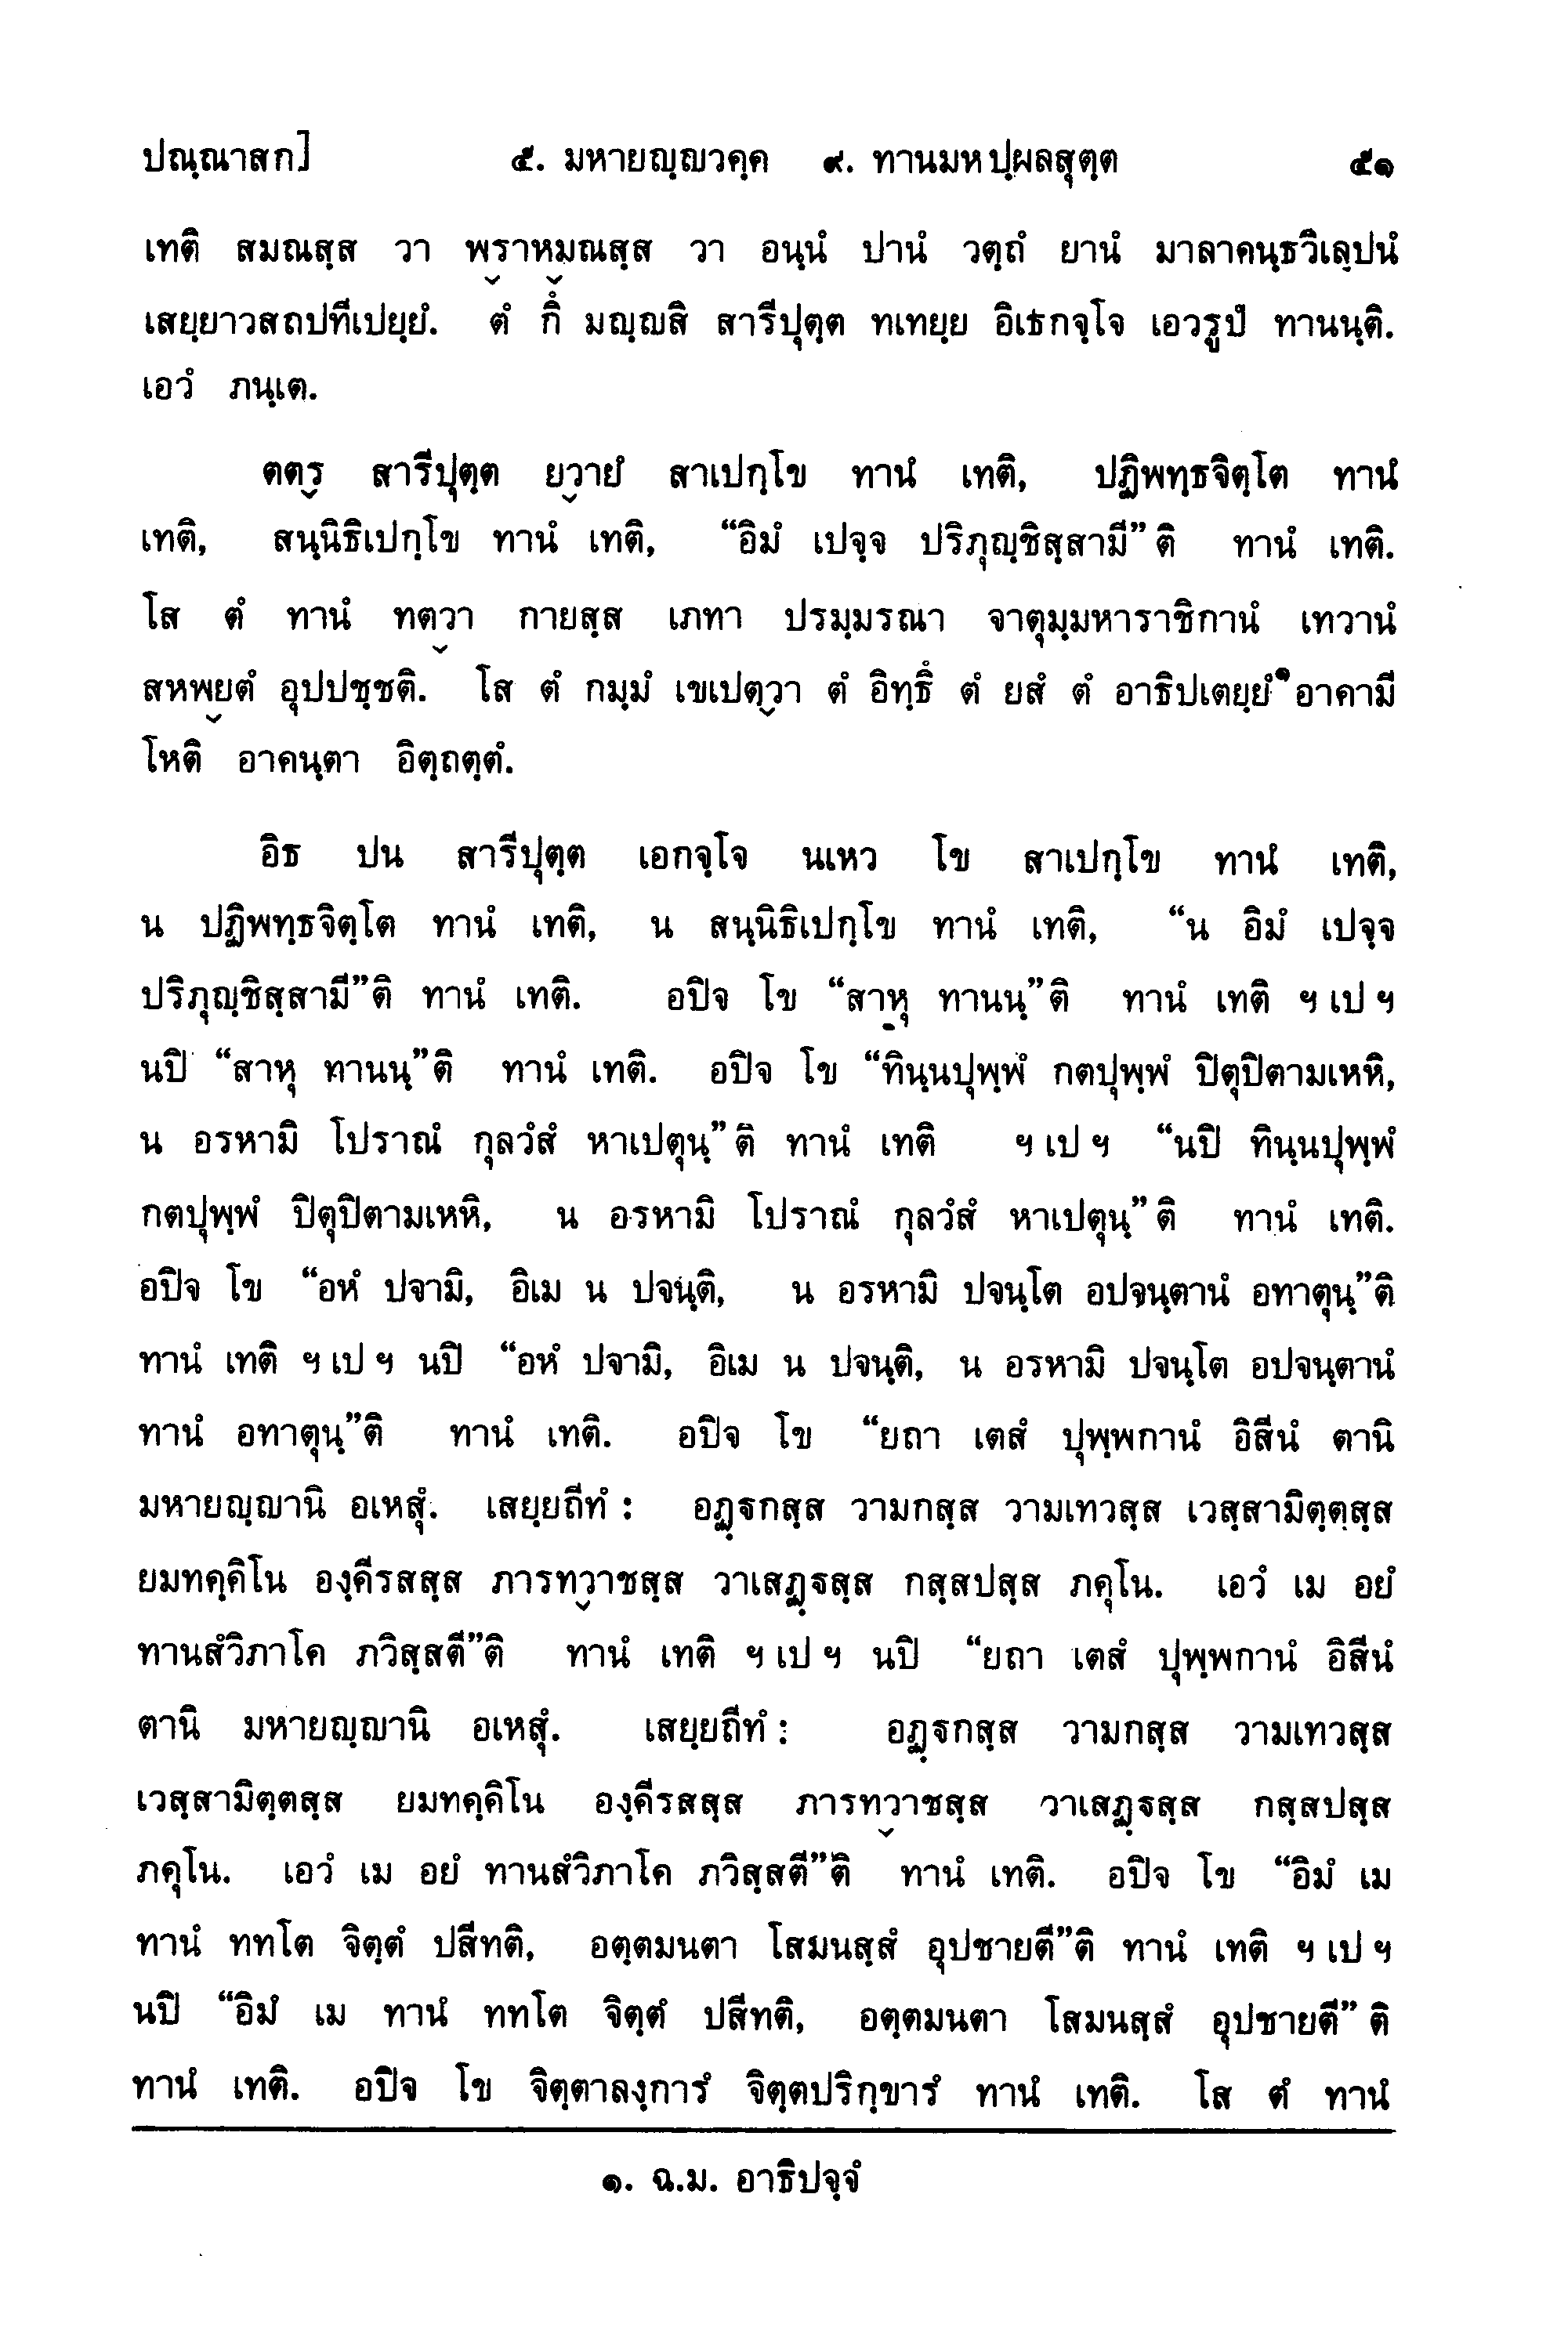 ปณฺณาสก] ๕. มหายญฺญวคฺค ๙. ทานมหปฺผลสุตฺต ๕๑
เทติ สมณสฺส วา พฺราหฺมณสฺส วา อนฺนํ ปานํ วตฺถํ ยานํ มาลาคนฺธวิเลปนํ
เสยฺยาวสถปทีเปยฺยํ. ตํ กึ มญฺญสิ สารีปุตฺต ทเทยฺย อิเธกจฺโจ เอวรูปํ ทานนฺติ.
เอวํ ภนฺเต.
ตตฺร สารีปุตฺต ยฺวายํ สาเปกฺโข ทานํ เทติ, ปฏิพทฺธจิตฺโต ทานํ
เทติ, สนฺนิธิเปกฺโข ทานํ เทติ, “อิมํ เปจฺจ ปริภุญฺชิสฺสามี”ติ ทานํ เทติ.
โส ตํ ทานํ ทตฺวา กายสฺส เภทา ปรมฺมรณา จาตุมฺมหาราชิกานํ เทวานํ
สหพฺยตํ อุปปชฺชติ. โส ตํ กมฺมํ เขเปตฺวา ตํ อิทฺธึ ตํ ยสํ ตํ อาธิปเตยฺยํ๑ อาคามี
โหติ อาคนฺตา อิตฺถตฺตํ.
อิธ ปน สารีปุตฺต เอกจฺโจ นเหว โข สาเปกฺโข ทานํ เทติ,
น ปฏิพทฺธจิตฺโต ทานํ เทติ, น สนฺนิธิเปกฺโข ทานํ เทติ, “น อิมํ เปจฺจ
ปริภุญฺชิสฺสามี”ติ ทานํ เทติ. อปิจ โข “สาหุ ทานนฺ”ติ ทานํ เทติ ฯ เป ฯ
นปิ “สาหุ ทานนฺ”ติ ทานํ เทติ. อปิจ โข “ทินฺนปุพฺพํ กตปุพฺพํ ปิตุปิตามเหหิ,
น อรหามิ โปราณํ กุลวํสํ หาเปตุนฺ”ติ ทานํ เทติ ฯ เป ฯ “นปิ ทินฺนปุพฺพํ
กตปุพฺพํ ปิตุปิตามเหหิ, น อรหามิ โปราณํ กุลวํสํ หาเปตุนฺ”ติ ทานํ เทติ.
อปิจ โข “อหํ ปจามิ, อิเม น ปจนฺติ, น อรหามิ ปจนฺโต อปจนฺตานํ อทาตุนฺ”ติ
ทานํ เทติ ฯ เป ฯ นปิ “อหํ ปจามิ, อิเม น ปจนฺติ, น อรหามิ ปจนฺโต อปจนฺตานํ
ทานํ อทาตุนฺ”ติ ทานํ เทติ. อปิจ โข “ยถา เตสํ ปุพฺพกานํ อิสีนํ ตานิ
มหายญฺญานิ อเหสุํ. เสยฺยถีทํ : อฏฺฐกสฺส วามกสฺส วามเทวสฺส เวสฺสามิตฺตสฺส
ยมทคฺคิโน องฺคีรสสฺส ภารทฺวาชสฺส วาเสฏฺฐสฺส กสฺสปสฺส ภคุโน. เอวํ เม อยํ
ทานสํวิภาโค ภวิสฺสตี”ติ ทานํ เทติ ฯ เป ฯ นปิ “ยถา เตสํ ปุพฺพกานํ อิสีนํ
ตานิ มหายญฺญานิ อเหสุํ. เสยฺยถีทํ : อฏฺฐกสฺส วามกสฺส วามเทวสฺส
เวสฺสามิตฺตสฺส ยมทคฺคิโน องฺคีรสสฺส ภารทฺวาชสฺส วาเสฏฺฐสฺส กสฺสปสฺส
ภคุโน. เอวํ เม อยํ ทานสํวิภาโค ภวิสฺสตี”ติ ทานํ เทติ. อปิจ โข “อิมํ เม
ทานํ ททโต จิตฺตํ ปสีทติ, อตฺตมนตา โสมนสฺสํ อุปชายตี”ติ ทานํ เทติ ฯ เป ฯ
นปิ “อิมํ เม ทานํ ททโต จิตฺตํ ปสีทติ, อตฺตมนตา โสมนสฺสํ อุปชายตี”ติ
ทานํ เทติ. อปิจ โข จิตฺตาลงฺการํ จิตฺตปริกฺขารํ ทานํ เทติ. โส ตํ ทานํ
๑. ฉ.ม. อาธิปจฺจํ